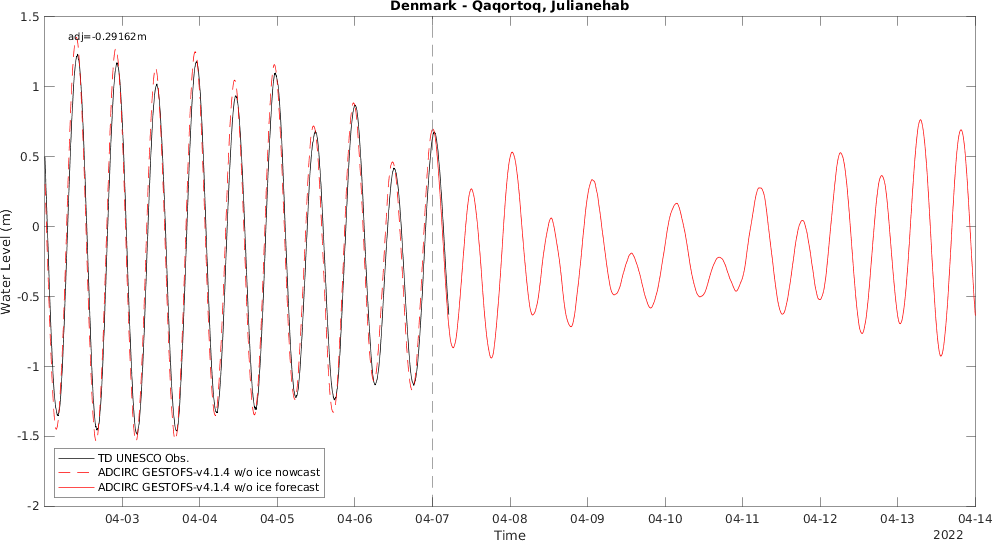 Denmark - Qaqortoq, Julianehab
adj=-0.29162m
1.5
1
0.5
0
-0.5
-1
-1.5
-2
Water Level (m)
TD UNESCO Obs.
ADCIRC GESTOFS-v4.1.4 w/o ice nowcast
ADCIRC GESTOFS-v4.1.4 w/o ice forecast
04-03 04-04 04-05 04-06 04-07 04-08 04-09 04-10 04-11 04-12 04-13 04-14
Time
2022